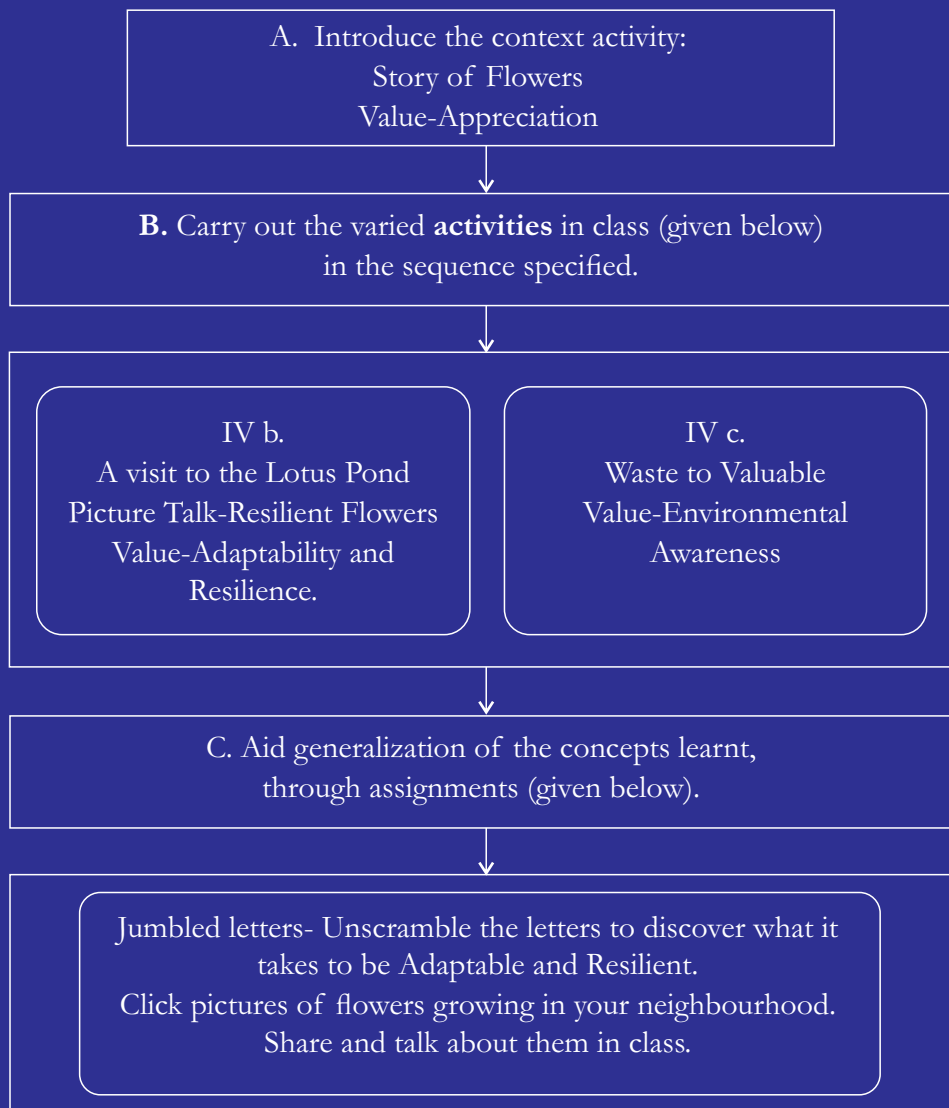 A. Introduce the context activity:
Story of Flowers
Value-Appreciation
B. Carry out the varied activities in class (given below)
in the sequence specified.
IV b.
A visit to the Lotus Pond
Picture Talk-Resilient Flowers
Value-Adaptability and
Resilience.
IV c.
Waste to Valuable
Value-Environmental
Awareness
C. Aid generalization of the concepts learnt,
through assignments (given below).
Jumbled letters- Unscramble the letters to discover what it
takes to be Adaptable and Resilient.
Click pictures of flowers growing in your neighbourhood.
Share and talk about them in class.